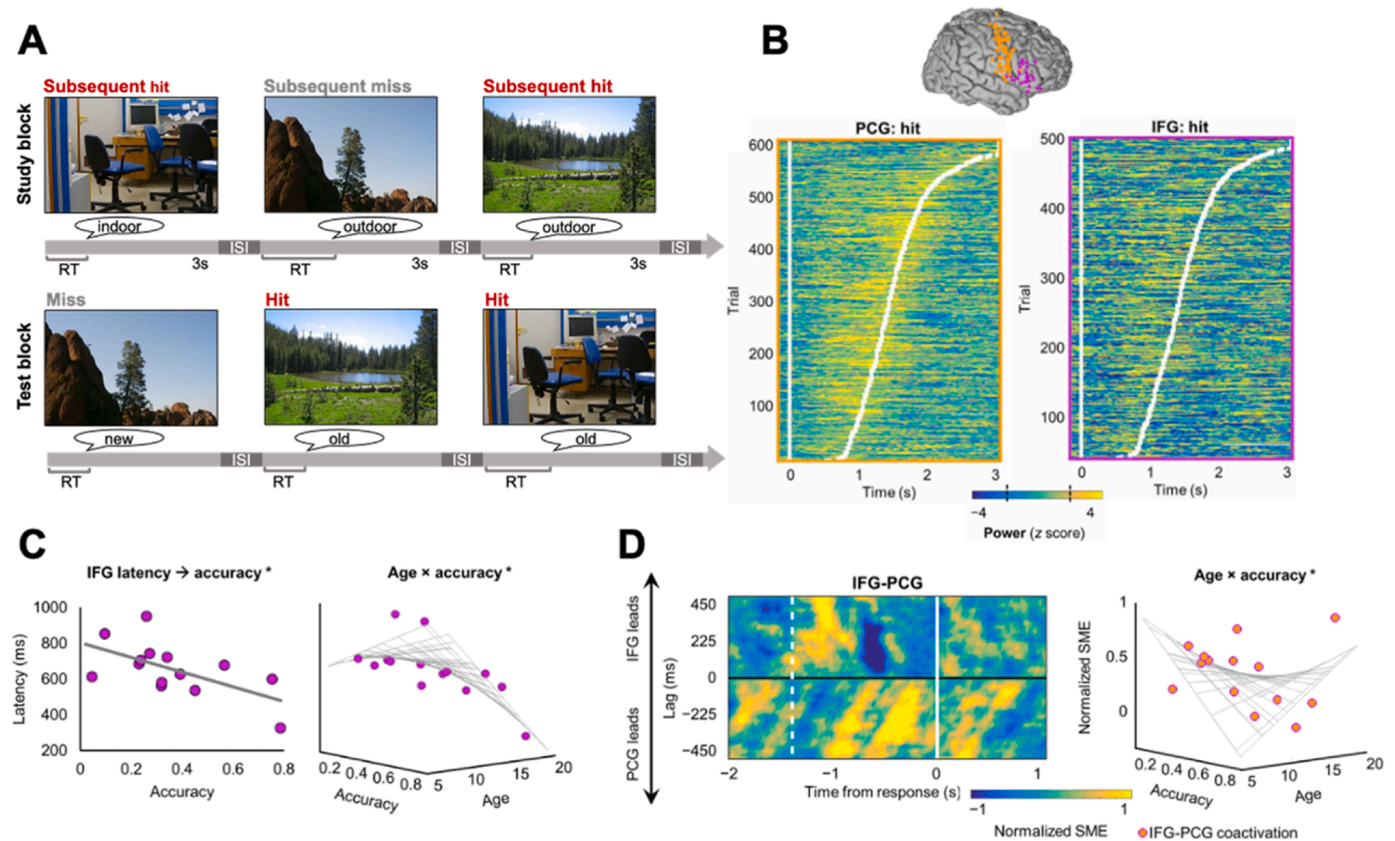 A
Subsequent hit
Subsequent miss
Subsequent hit
Study block
indoor
outdoor
outdoor
ISI
ISI
ISI
RT
3s
RT
3s
RT
3s
Miss
Hit
Hit
Test block
new
old
old
ISI
ISI
ISI
RT
RT
RT
B
PCG: hit
Trial
600
500
400
300
200
100
0
1
2
3
Time (s)
IFG: hit
Trial
500
400
300
200
100
0
1
2
3
Time (s)
−4
4
Power (z score)
C
IFG latency → accuracy *
Latency (ms)
1000
800
600
400
200
0
0.2
0.4
0.6
0.8
Accuracy
Age × accuracy *
0.2
0.4
0.6
0.8
Accuracy
5
10
15
20
Age
D
IFG leads
PCG leads
IFG-PCG
Lag (ms)
450
225
0
−225
−450
−2
−1
0
1
Time from response (s)
−1
1
Normalized SME
Age × accuracy *
Normalized SME
1
0.5
0
0.2
0.4
0.6
0.8
Accuracy
5
10
15
20
Age
IFG-PCG coactivation